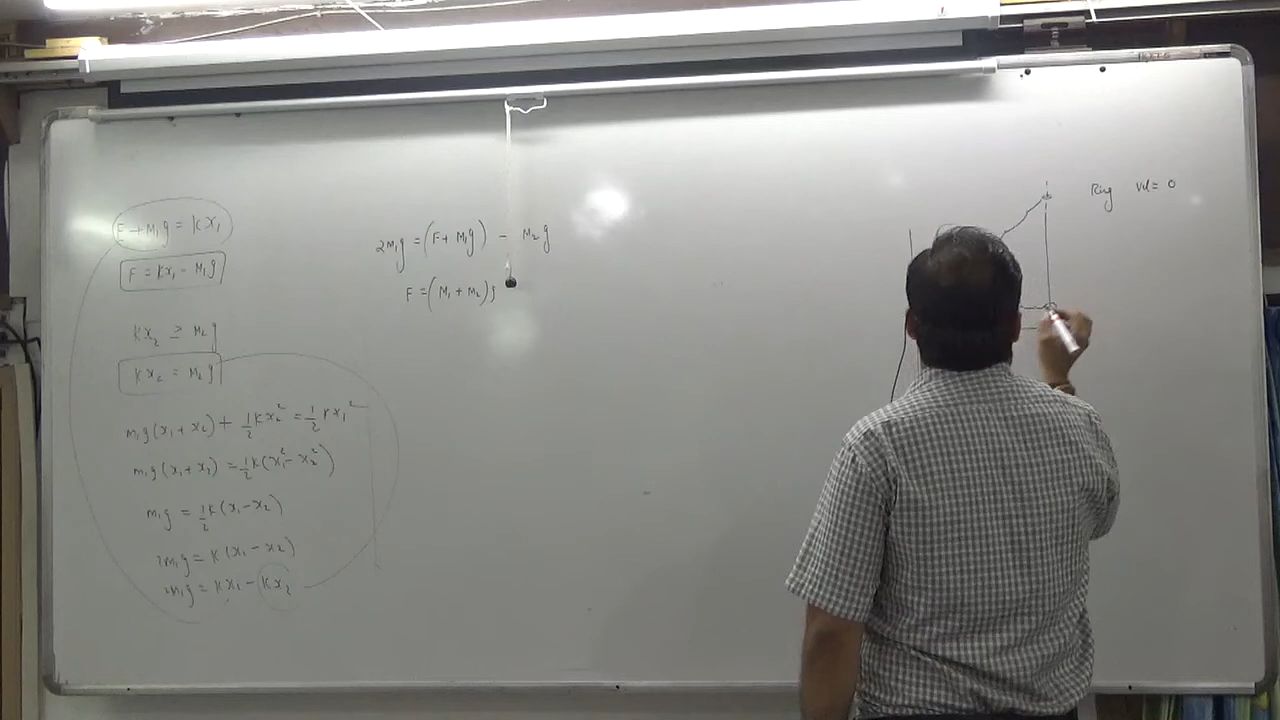 F + M₁g = kx₁
F = kx₁ - M₁g
kx₂ ≥ M₂g
kx₂ = M₂g
m₁g(x₁ + x₂) + 1/2 kx₂² = 1/2 kx₁²
m₁g(x₁ + x₂) = 1/2 k(x₁² - x₂²)
m₁g = 1/2 k(x₁ - x₂)
2m₁g = k(x₁ - x₂)
2m₁g = kx₁ - kx₂
2m₁g = (F + M₁g) - M₂g
F = (M₁ + M₂)g
Ring vel = 0